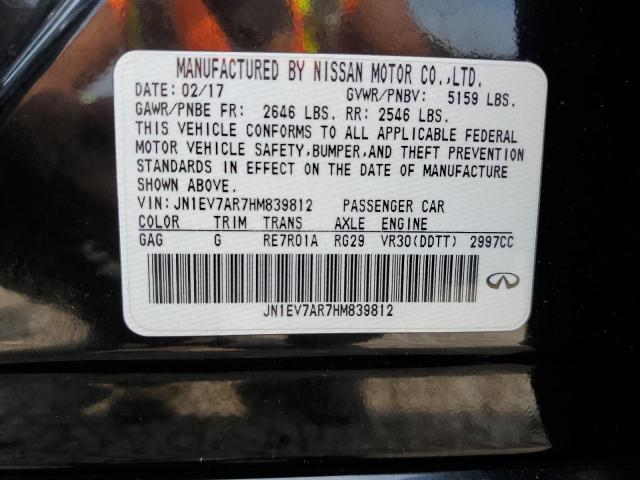 MANUFACTURED BY NISSAN MOTOR CO.,LTD.
DATE: 02/17 GVWR/PNBV: 5159 LBS.
GAWR/PNBE FR: 2646 LBS. RR: 2546 LBS.
THIS VEHICLE CONFORMS TO ALL APPLICABLE FEDERAL
MOTOR VEHICLE SAFETY,BUMPER,AND THEFT PREVENTION
STANDARDS IN EFFECT ON THE DATE OF MANUFACTURE
SHOWN ABOVE.
VIN: JN1EV7AR7HM839812 PASSENGER CAR
COLOR TRIM TRANS AXLE ENGINE
GAG G RE7R01A RG29 VR30(DDTT) 2997CC
JN1EV7AR7HM839812